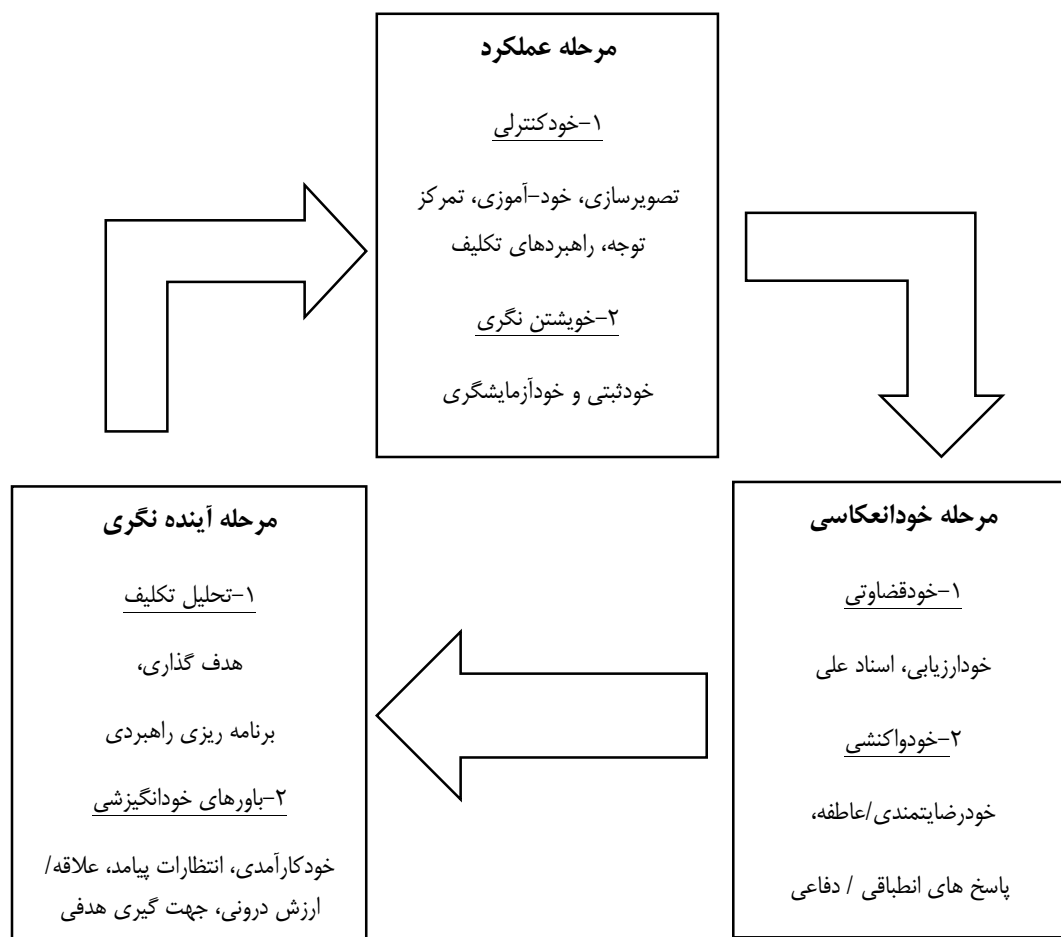 مرحله عملکرد
۱-خودکنترلی
تصویرسازی، خود-آموزی، تمرکز
توجه، راهبردهای تکلیف
۲-خویشتن نگری
خودثبتی و خودآزمایشگری
مرحله خودانعکاسی
۱-خودقضاوتی
خودارزیابی، اسناد علی
۲-خودواکنشی
خودرضایتمندی/عاطفه،
پاسخ های انطباقی / دفاعی
مرحله آینده نگری
۱-تحلیل تکلیف
هدف گذاری،
برنامه ریزی راهبردی
۲-باورهای خودانگیزشی
خودکارآمدی، انتظارات پیامد، علاقه/
ارزش درونی، جهت گیری هدفی